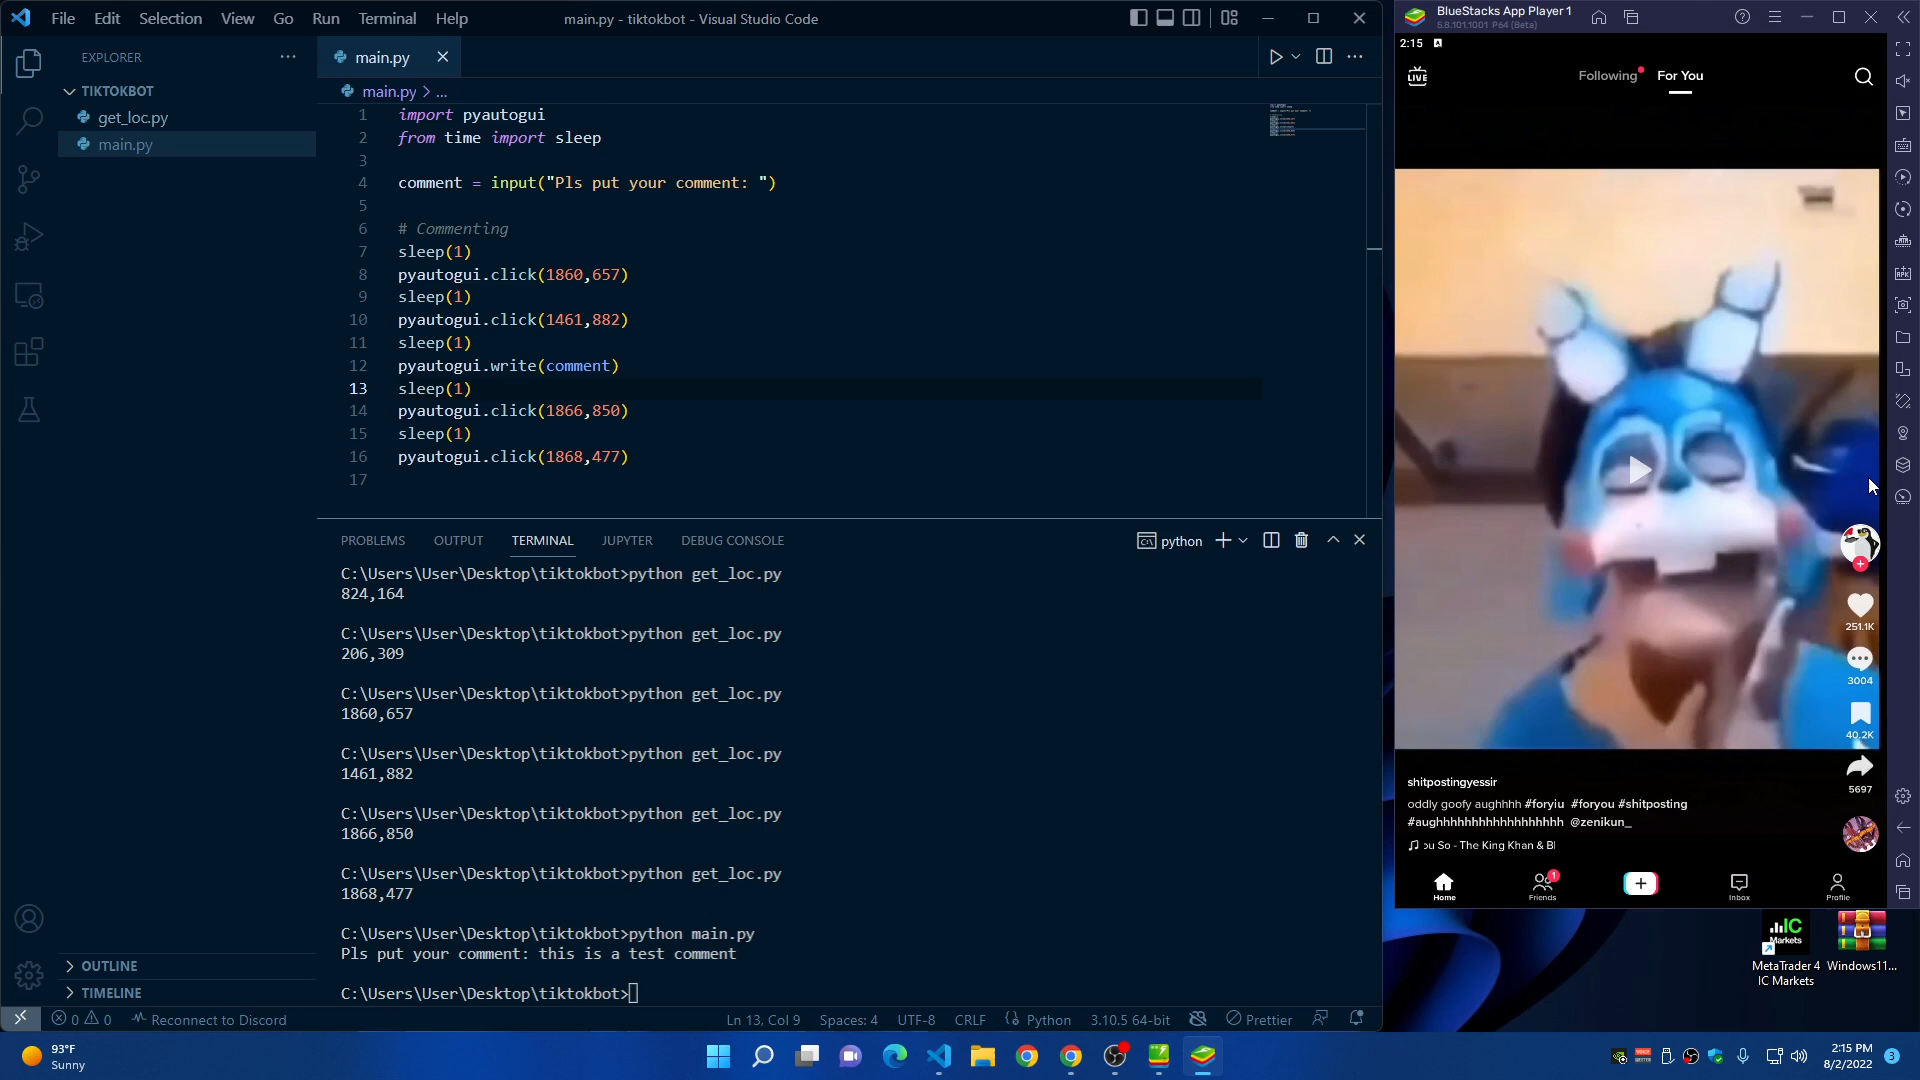 File Edit Selection View Go Run Terminal Help
main.py - tiktokbot - Visual Studio Code
EXPLORER
TIKTOKBOT
get_loc.py
main.py
main.py
main.py > ...
1 import pyautogui
2 from time import sleep
3
4 comment = input("Pls put your comment: ")
5
6 # Commenting
7 sleep(1)
8 pyautogui.click(1860,657)
9 sleep(1)
10 pyautogui.click(1461,882)
11 sleep(1)
12 pyautogui.write(comment)
13 sleep(1)
14 pyautogui.click(1866,850)
15 sleep(1)
16 pyautogui.click(1868,477)
17
PROBLEMS OUTPUT TERMINAL JUPYTER DEBUG CONSOLE
python
C:\Users\User\Desktop\tiktokbot>python get_loc.py
824,164
C:\Users\User\Desktop\tiktokbot>python get_loc.py
206,309
C:\Users\User\Desktop\tiktokbot>python get_loc.py
1860,657
C:\Users\User\Desktop\tiktokbot>python get_loc.py
1461,882
C:\Users\User\Desktop\tiktokbot>python get_loc.py
1866,850
C:\Users\User\Desktop\tiktokbot>python get_loc.py
1868,477
C:\Users\User\Desktop\tiktokbot>python main.py
Pls put your comment: this is a test comment
C:\Users\User\Desktop\tiktokbot>
OUTLINE
TIMELINE
0 0 Reconnect to Discord
Ln 13, Col 9 Spaces: 4 UTF-8 CRLF Python 3.10.5 64-bit Prettier
BlueStacks App Player 1
5.8.101.1001 P64 (Beta)
2:15
LIVE
Following For You
251.1K
3004
40.2K
5697
shitpostingyessir
oddly goofy aughhhh #foryiu #foryou #shitposting
#aughhhhhhhhhhhhhhhhhh @zenikun_
ou So - The King Khan & BI
1
Home Friends Inbox Profile
IC
Markets
MetaTrader 4
IC Markets
Windows11...
93°F
Sunny
2:15 PM
8/2/2022
3